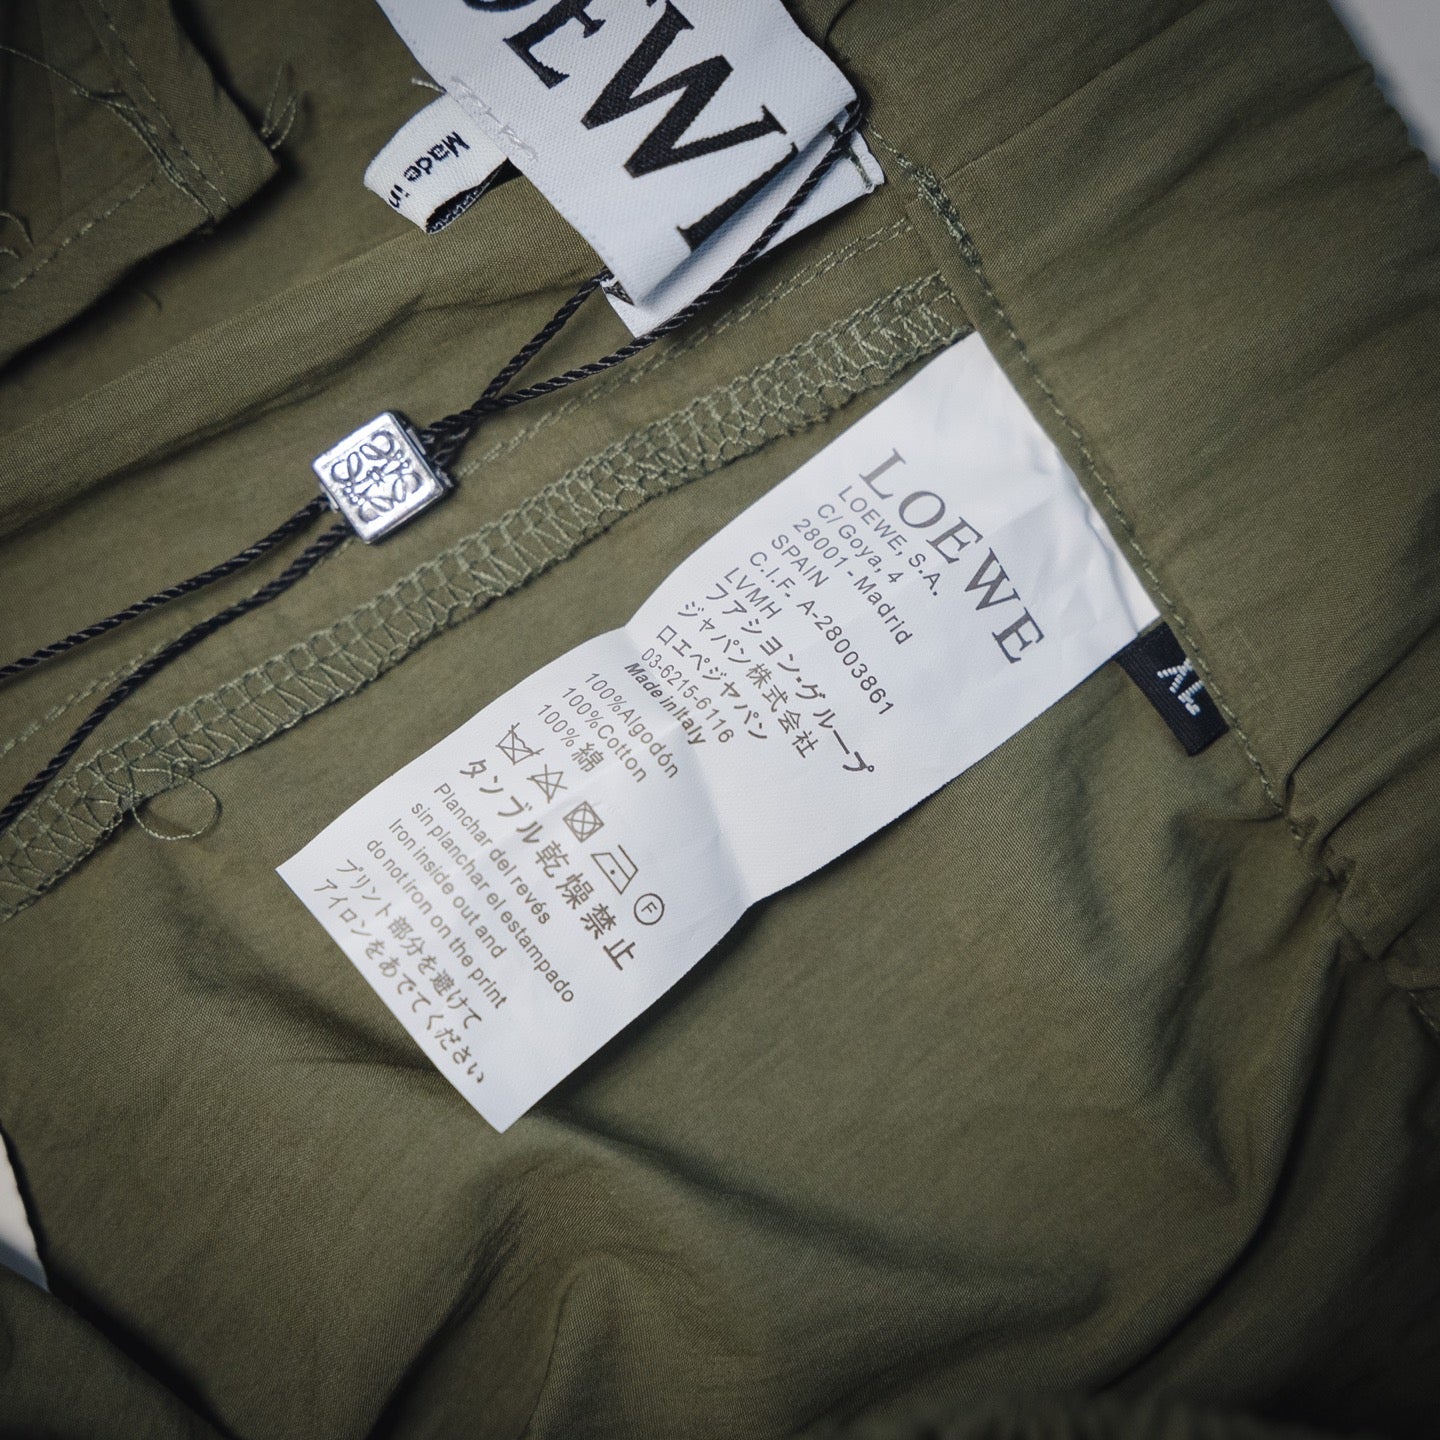 OEWE
Made in
LOEWE
LOEWE, S.A.
C/ Goya, 4
28001 - Madrid
SPAIN
C.I.F- A-28003861
LVMH
ファション・グループ
ジャパン株式会社
ロエペジャパン
03-6215-6116
Made in Italy
100%Algodón
100%Cotton
100% 綿
F
タンブル乾燥禁止
Planchar del revés
sin planchar el estampado
Iron inside out and
do not iron on the print
プリント部分を避けて
アイロンをあでてください
XL